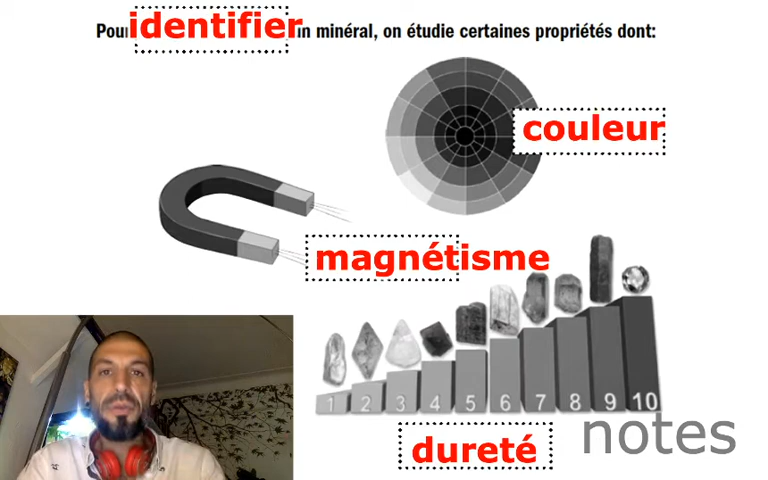 Pour identifier un minéral, on étudie certaines propriétés dont:
couleur
magnétisme
1 2 3 4 5 6 7 8 9 10
dureté
notes